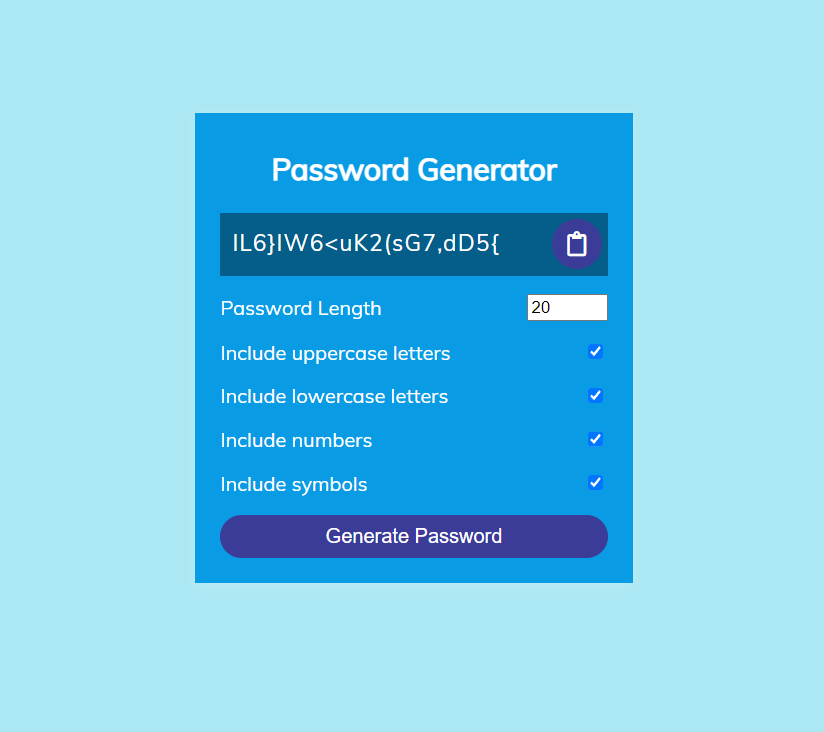 Password Generator
IL6}IW6<uK2(sG7,dD5{
Password Length
20
Include uppercase letters
Include lowercase letters
Include numbers
Include symbols
Generate Password